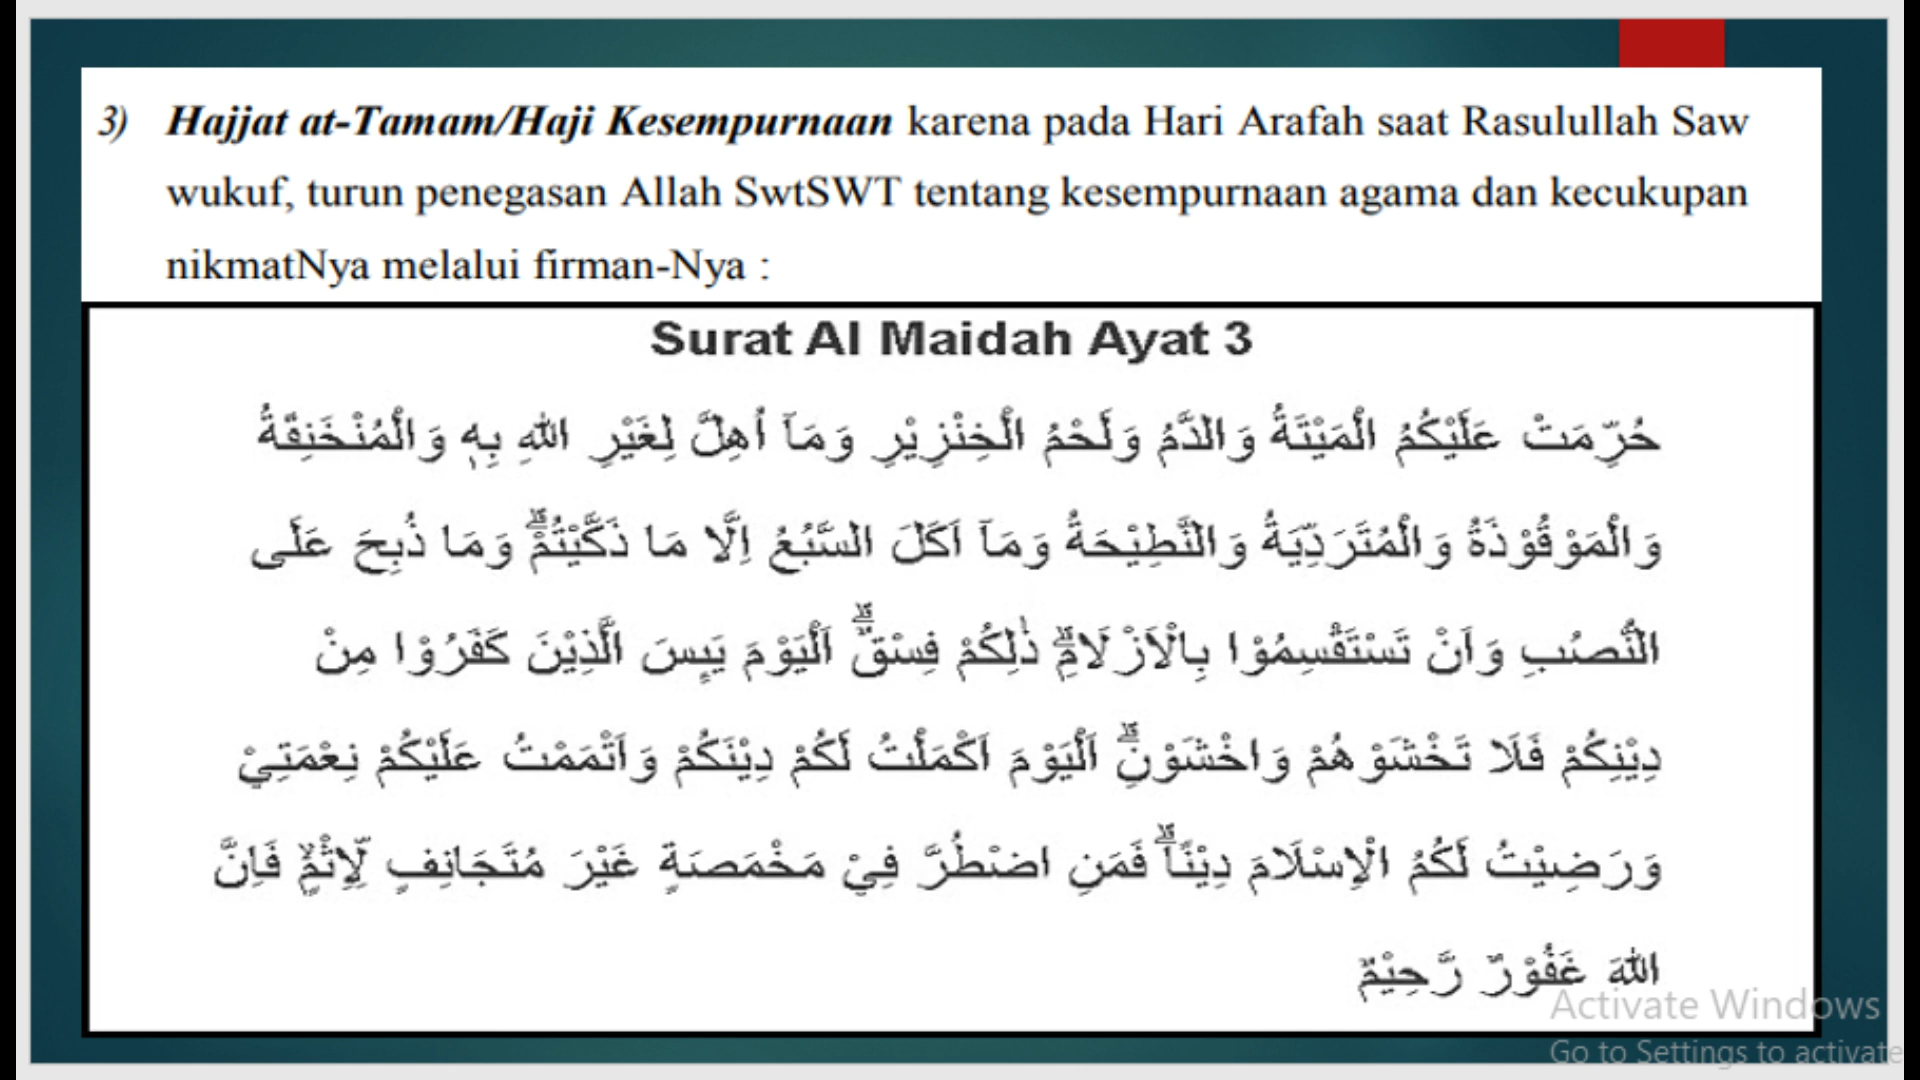 3) Hajjat at-Tamam/Haji Kesempurnaan karena pada Hari Arafah saat Rasulullah Saw
wukuf, turun penegasan Allah SwtSWT tentang kesempurnaan agama dan kecukupan
nikmatNya melalui firman-Nya :
Surat Al Maidah Ayat 3
حُرِّمَتْ عَلَيْكُمُ الْمَيْتَةُ وَالدَّمُ وَلَحْمُ الْخِنْزِيْرِ وَمَآ اُهِلَّ لِغَيْرِ اللّٰهِ بِهٖ وَالْمُنْخَنِقَةُ
وَالْمَوْقُوْذَةُ وَالْمُتَرَدِّيَةُ وَالنَّطِيْحَةُ وَمَآ اَكَلَ السَّبُعُ اِلَّا مَا ذَكَّيْتُمْۗ وَمَا ذُبِحَ عَلَى
النُّصُبِ وَاَنْ تَسْتَقْسِمُوْا بِالْاَزْلَامِۗ ذٰلِكُمْ فِسْقٌۗ اَلْيَوْمَ يَىِٕسَ الَّذِيْنَ كَفَرُوْا مِنْ
دِيْنِكُمْ فَلَا تَخْشَوْهُمْ وَاخْشَوْنِۗ اَلْيَوْمَ اَكْمَلْتُ لَكُمْ دِيْنَكُمْ وَاَتْمَمْتُ عَلَيْكُمْ نِعْمَتِيْ
وَرَضِيْتُ لَكُمُ الْاِسْلَامَ دِيْنًاۗ فَمَنِ اضْطُرَّ فِيْ مَخْمَصَةٍ غَيْرَ مُتَجَانِفٍ لِّاِثْمٍۙ فَاِنَّ
اللّٰهَ غَفُوْرٌ رَّحِيْمٌ
Activate Windows
Go to Settings to activate